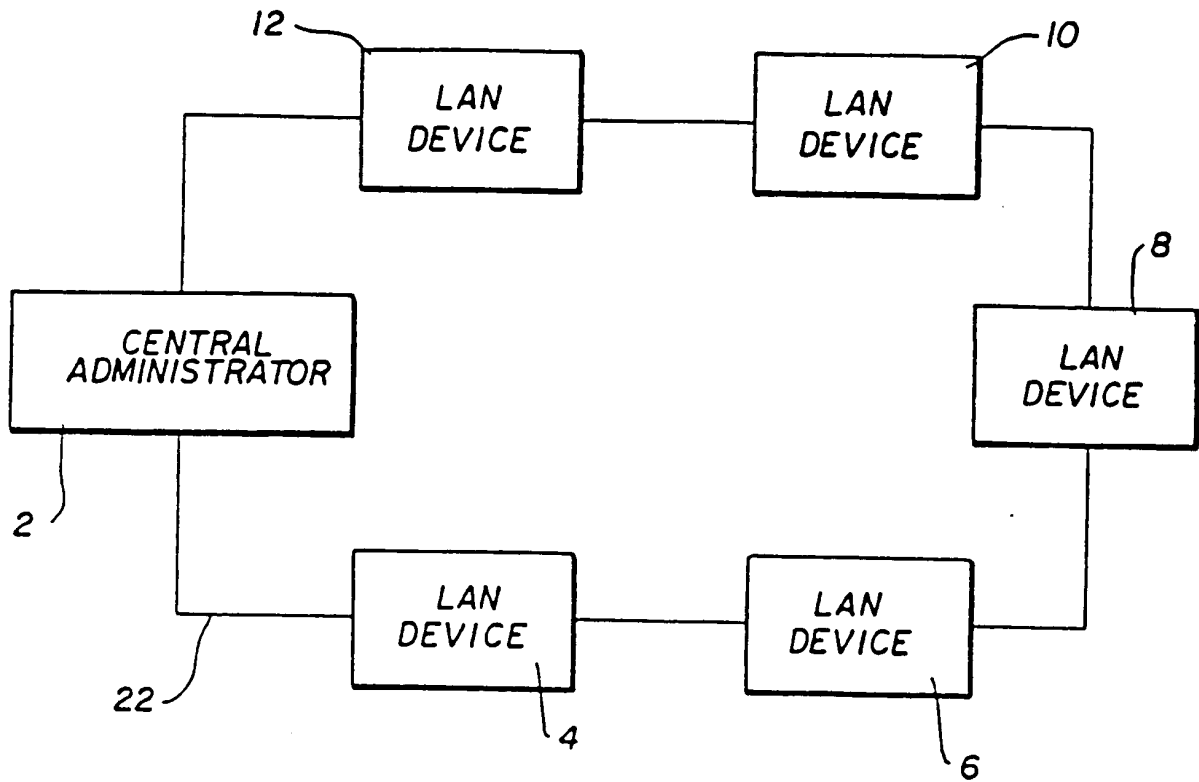 12
10
LAN
DEVICE
LAN
DEVICE
8
CENTRAL
ADMINISTRATOR
LAN
DEVICE
2
LAN
DEVICE
LAN
DEVICE
22
4
6